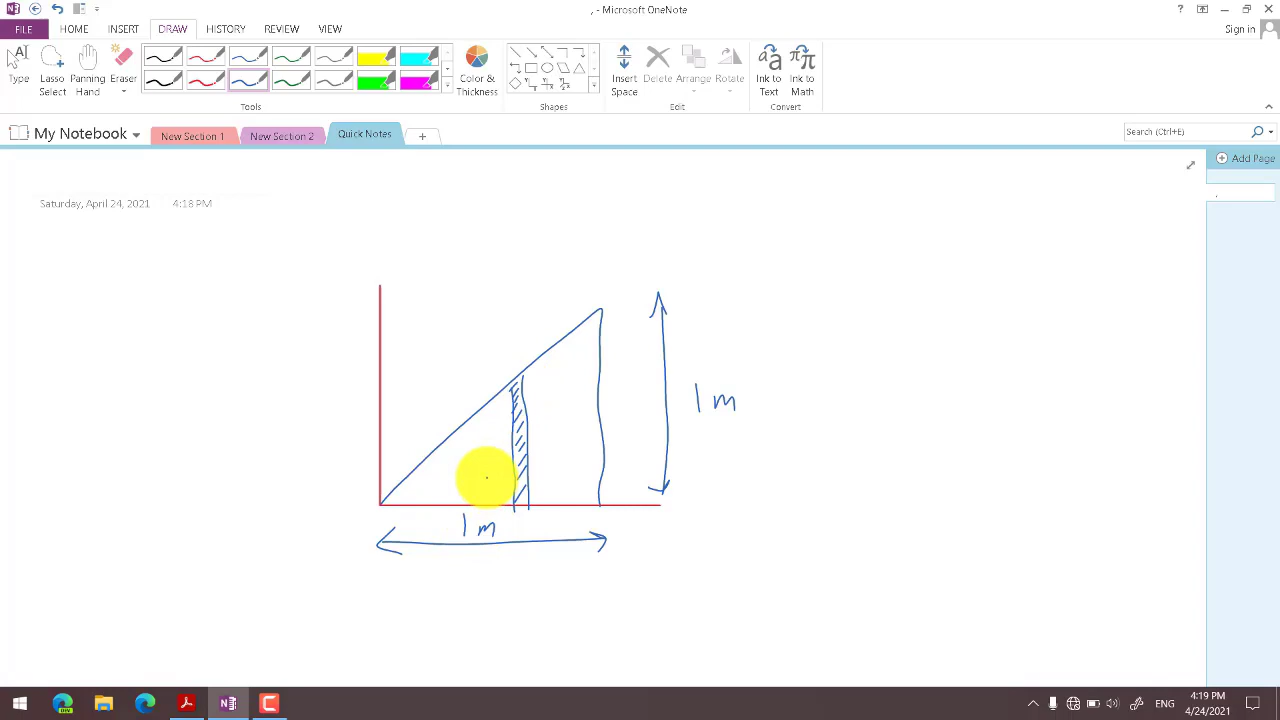 , - Microsoft OneNote
?
Sign in
FILE
HOME
INSERT
DRAW
HISTORY
REVIEW
VIEW
Type
Lasso Select
Panning Hand
Eraser
Color & Thickness
Insert Space
Delete
Arrange
Rotate
Ink to Text
Ink to Math
Tools
Shapes
Edit
Convert
My Notebook
New Section 1
New Section 2
Quick Notes
Search (Ctrl+E)
Add Page
,
Saturday, April 24, 2021 4:18 PM
1 m
1 m
ENG
4:19 PM
4/24/2021